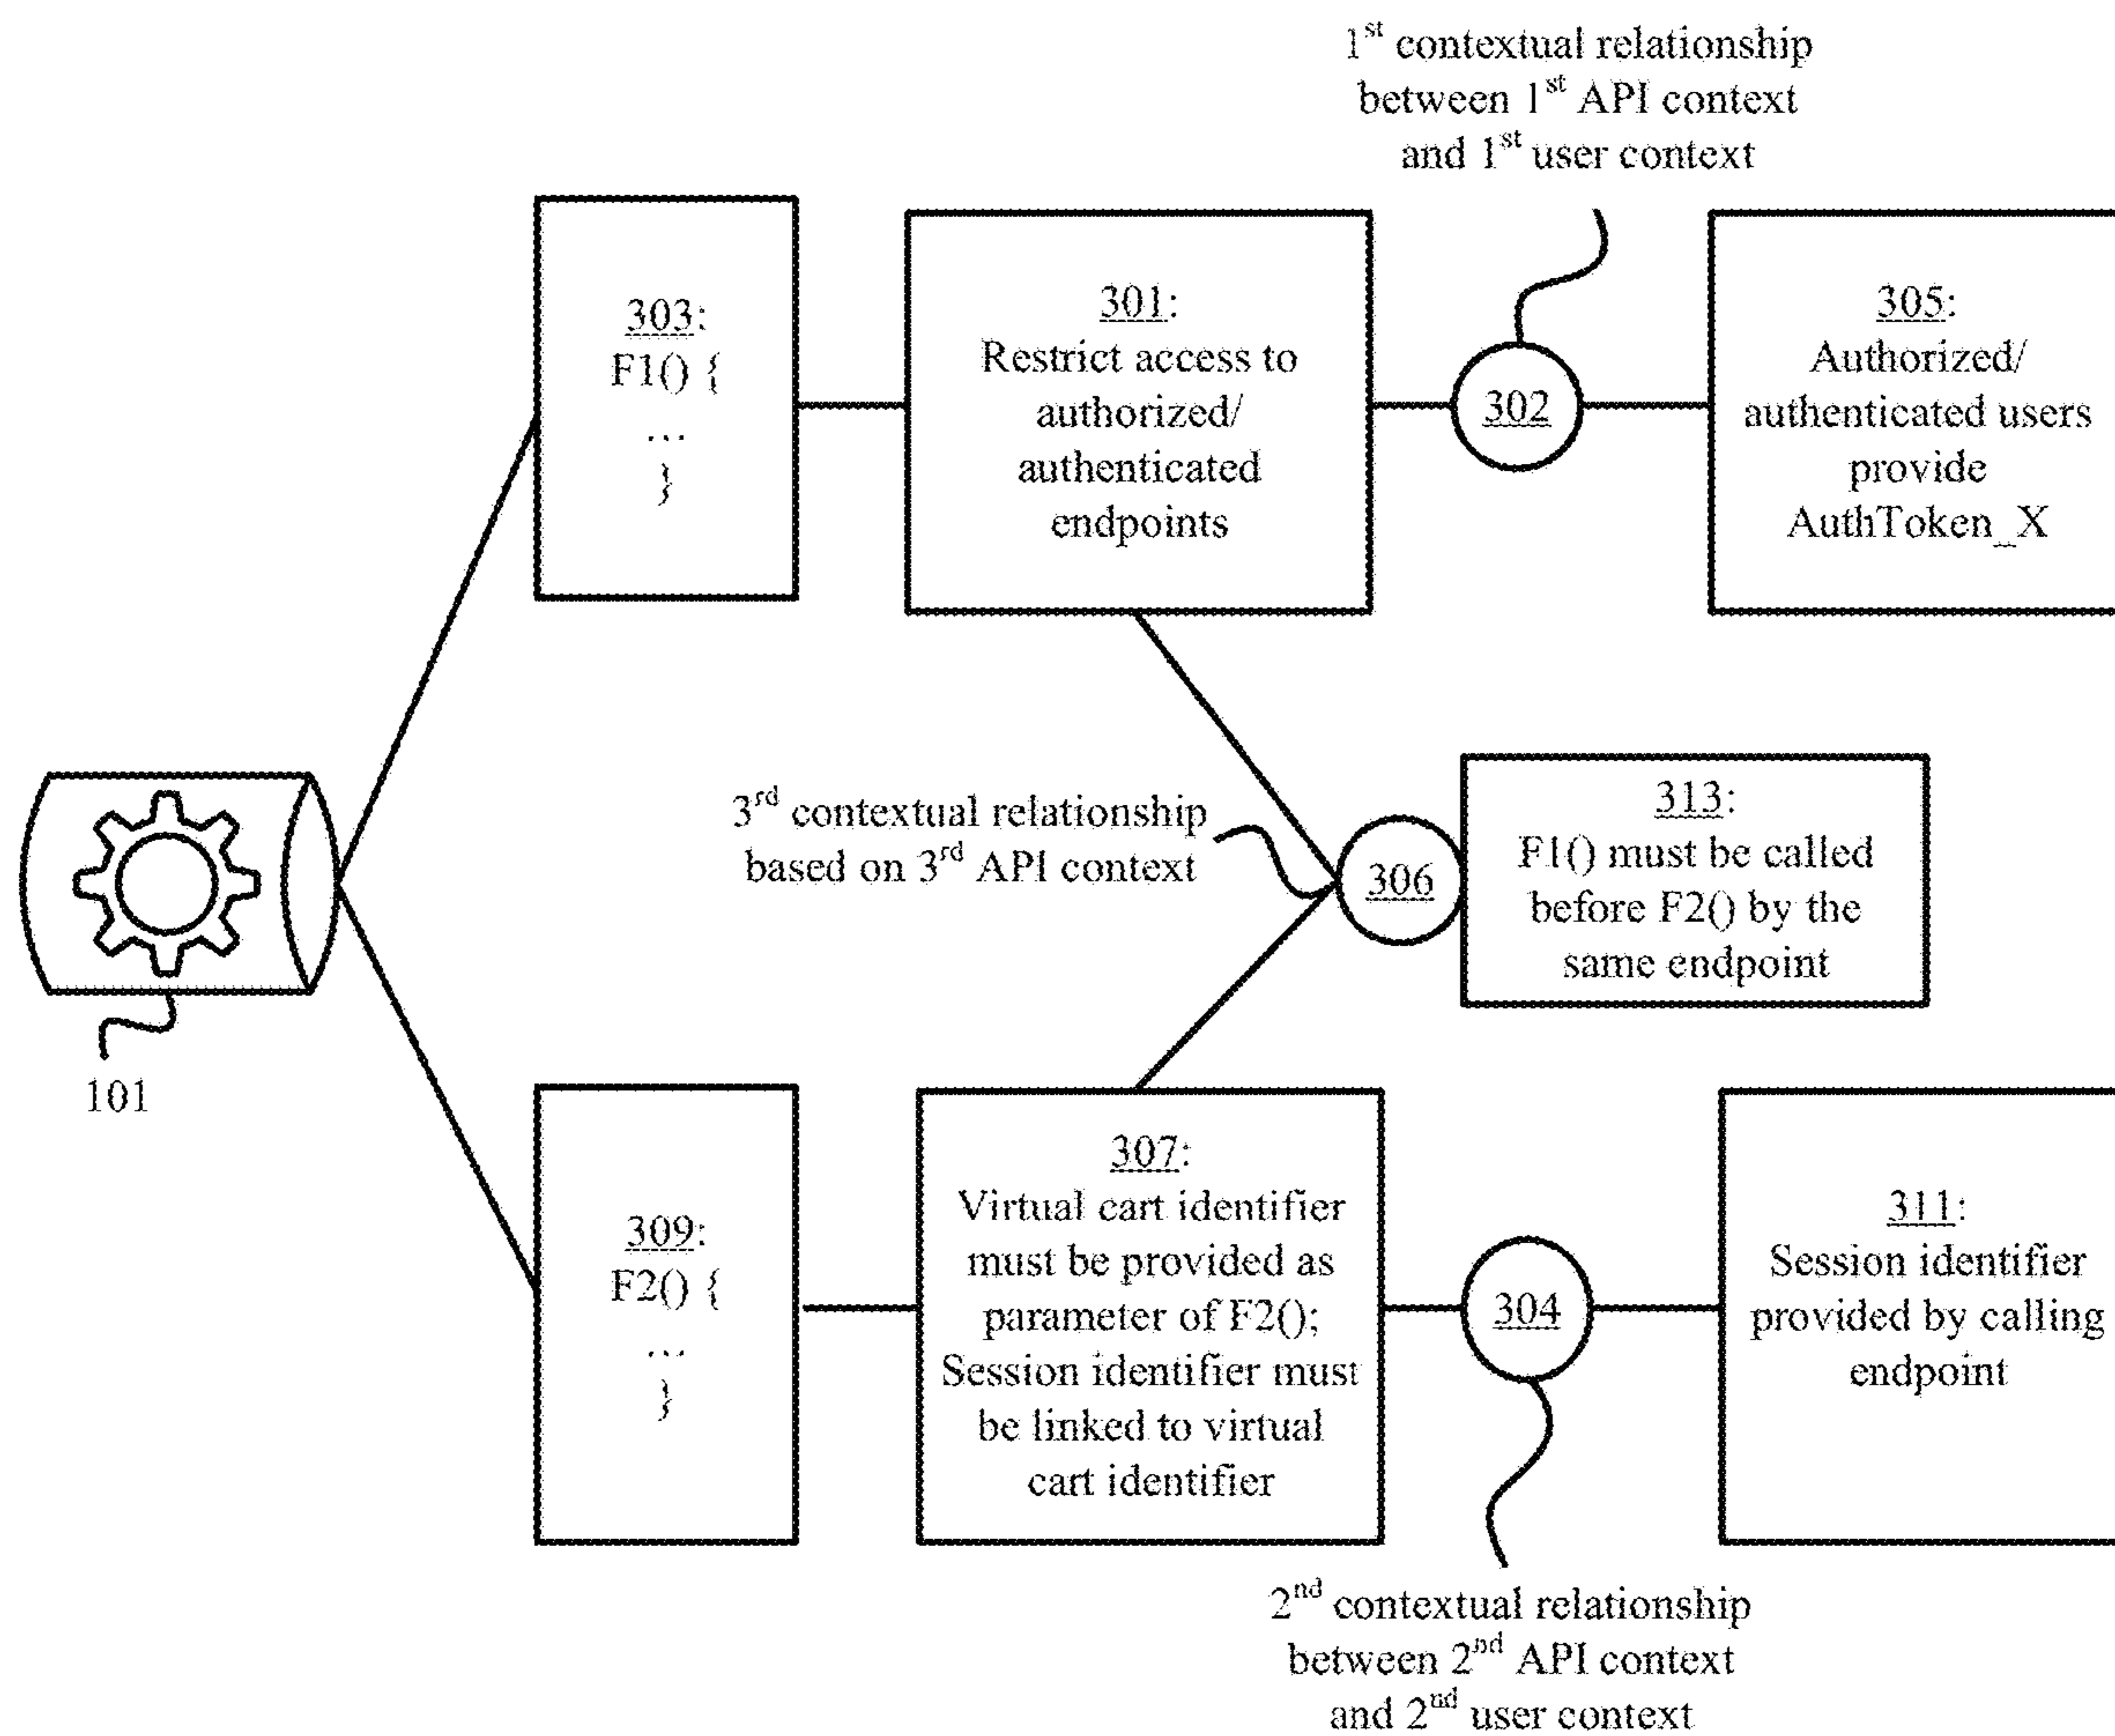 1st contextual relationship
between 1st API context
and 1st user context
303:
F1() {
...
}
301:
Restrict access to
authorized/
authenticated
endpoints
302
305:
Authorized/
authenticated users
provide
AuthToken_X
3rd contextual relationship
based on 3rd API context
306
313:
F1() must be called
before F2() by the
same endpoint
101
309:
F2() {
...
}
307:
Virtual cart identifier
must be provided as
parameter of F2();
Session identifier must
be linked to virtual
cart identifier
304
311:
Session identifier
provided by calling
endpoint
2nd contextual relationship
between 2nd API context
and 2nd user context